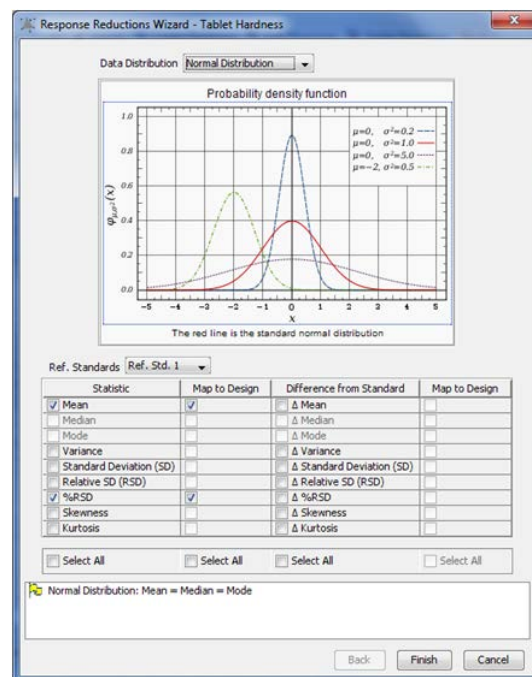 Response Reductions Wizard - Tablet Hardness
Data Distribution Normal Distribution
Probability density function
μ=0, σ²=0.2
μ=0, σ²=1.0
μ=0, σ²=5.0
μ=−2, σ²=0.5
φμ,σ²(x)
1.0
0.8
0.6
0.4
0.2
0.0
-5 -4 -3 -2 -1 0 1 2 3 4 5
x
The red line is the standard normal distribution
Ref. Standards Ref. Std. 1
Statistic Map to Design Difference from Standard Map to Design
Mean Δ Mean
Median Δ Median
Mode Δ Mode
Variance Δ Variance
Standard Deviation (SD) Δ Standard Deviation (SD)
Relative SD (RSD) Δ Relative SD (RSD)
%RSD Δ %RSD
Skewness Δ Skewness
Kurtosis Δ Kurtosis
Select All Select All Select All Select All
Normal Distribution: Mean = Median = Mode
Back Finish Cancel